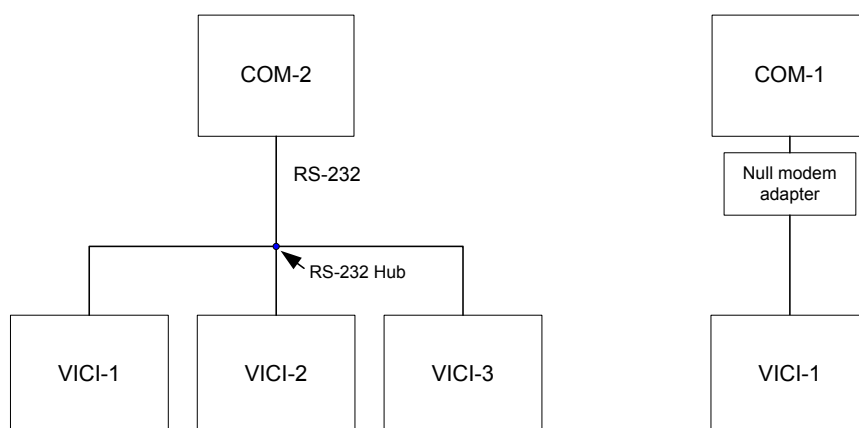 COM-2
COM-1
Null modem
adapter
RS-232
RS-232 Hub
VICI-1
VICI-2
VICI-3
VICI-1